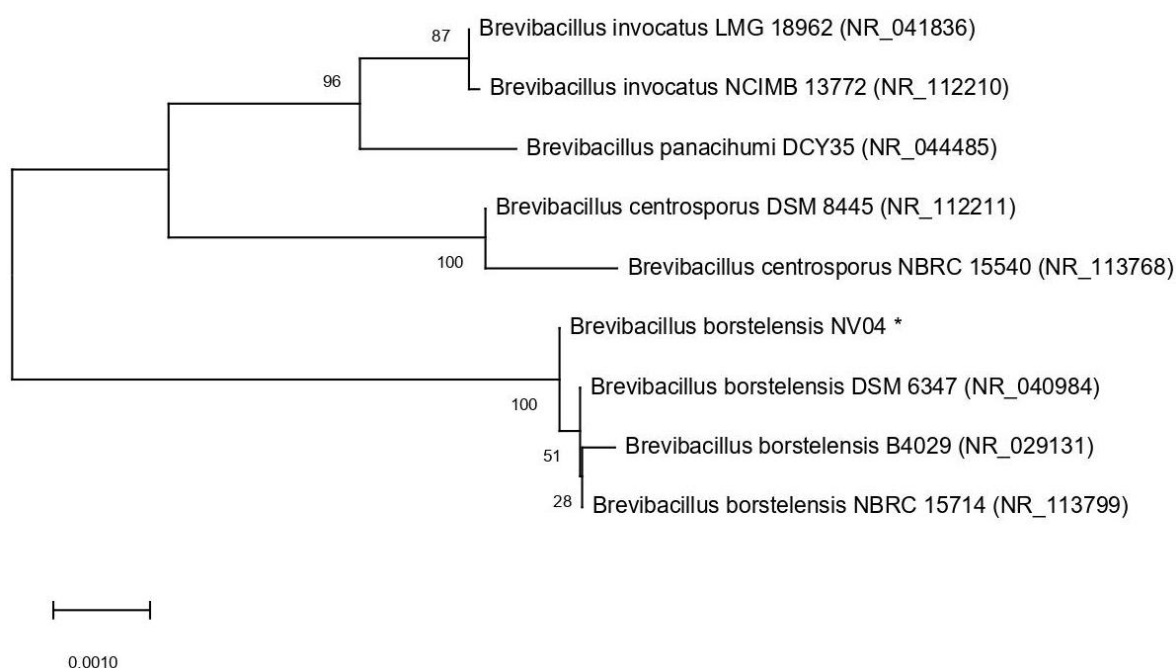 87
Brevibacillus invocatus LMG 18962 (NR_041836)
96
Brevibacillus invocatus NCIMB 13772 (NR_112210)
Brevibacillus panacihumi DCY35 (NR_044485)
Brevibacillus centrosporus DSM 8445 (NR_112211)
100
Brevibacillus centrosporus NBRC 15540 (NR_113768)
Brevibacillus borstelensis NV04 *
Brevibacillus borstelensis DSM 6347 (NR_040984)
100
Brevibacillus borstelensis B4029 (NR_029131)
51
28
Brevibacillus borstelensis NBRC 15714 (NR_113799)
0.0010